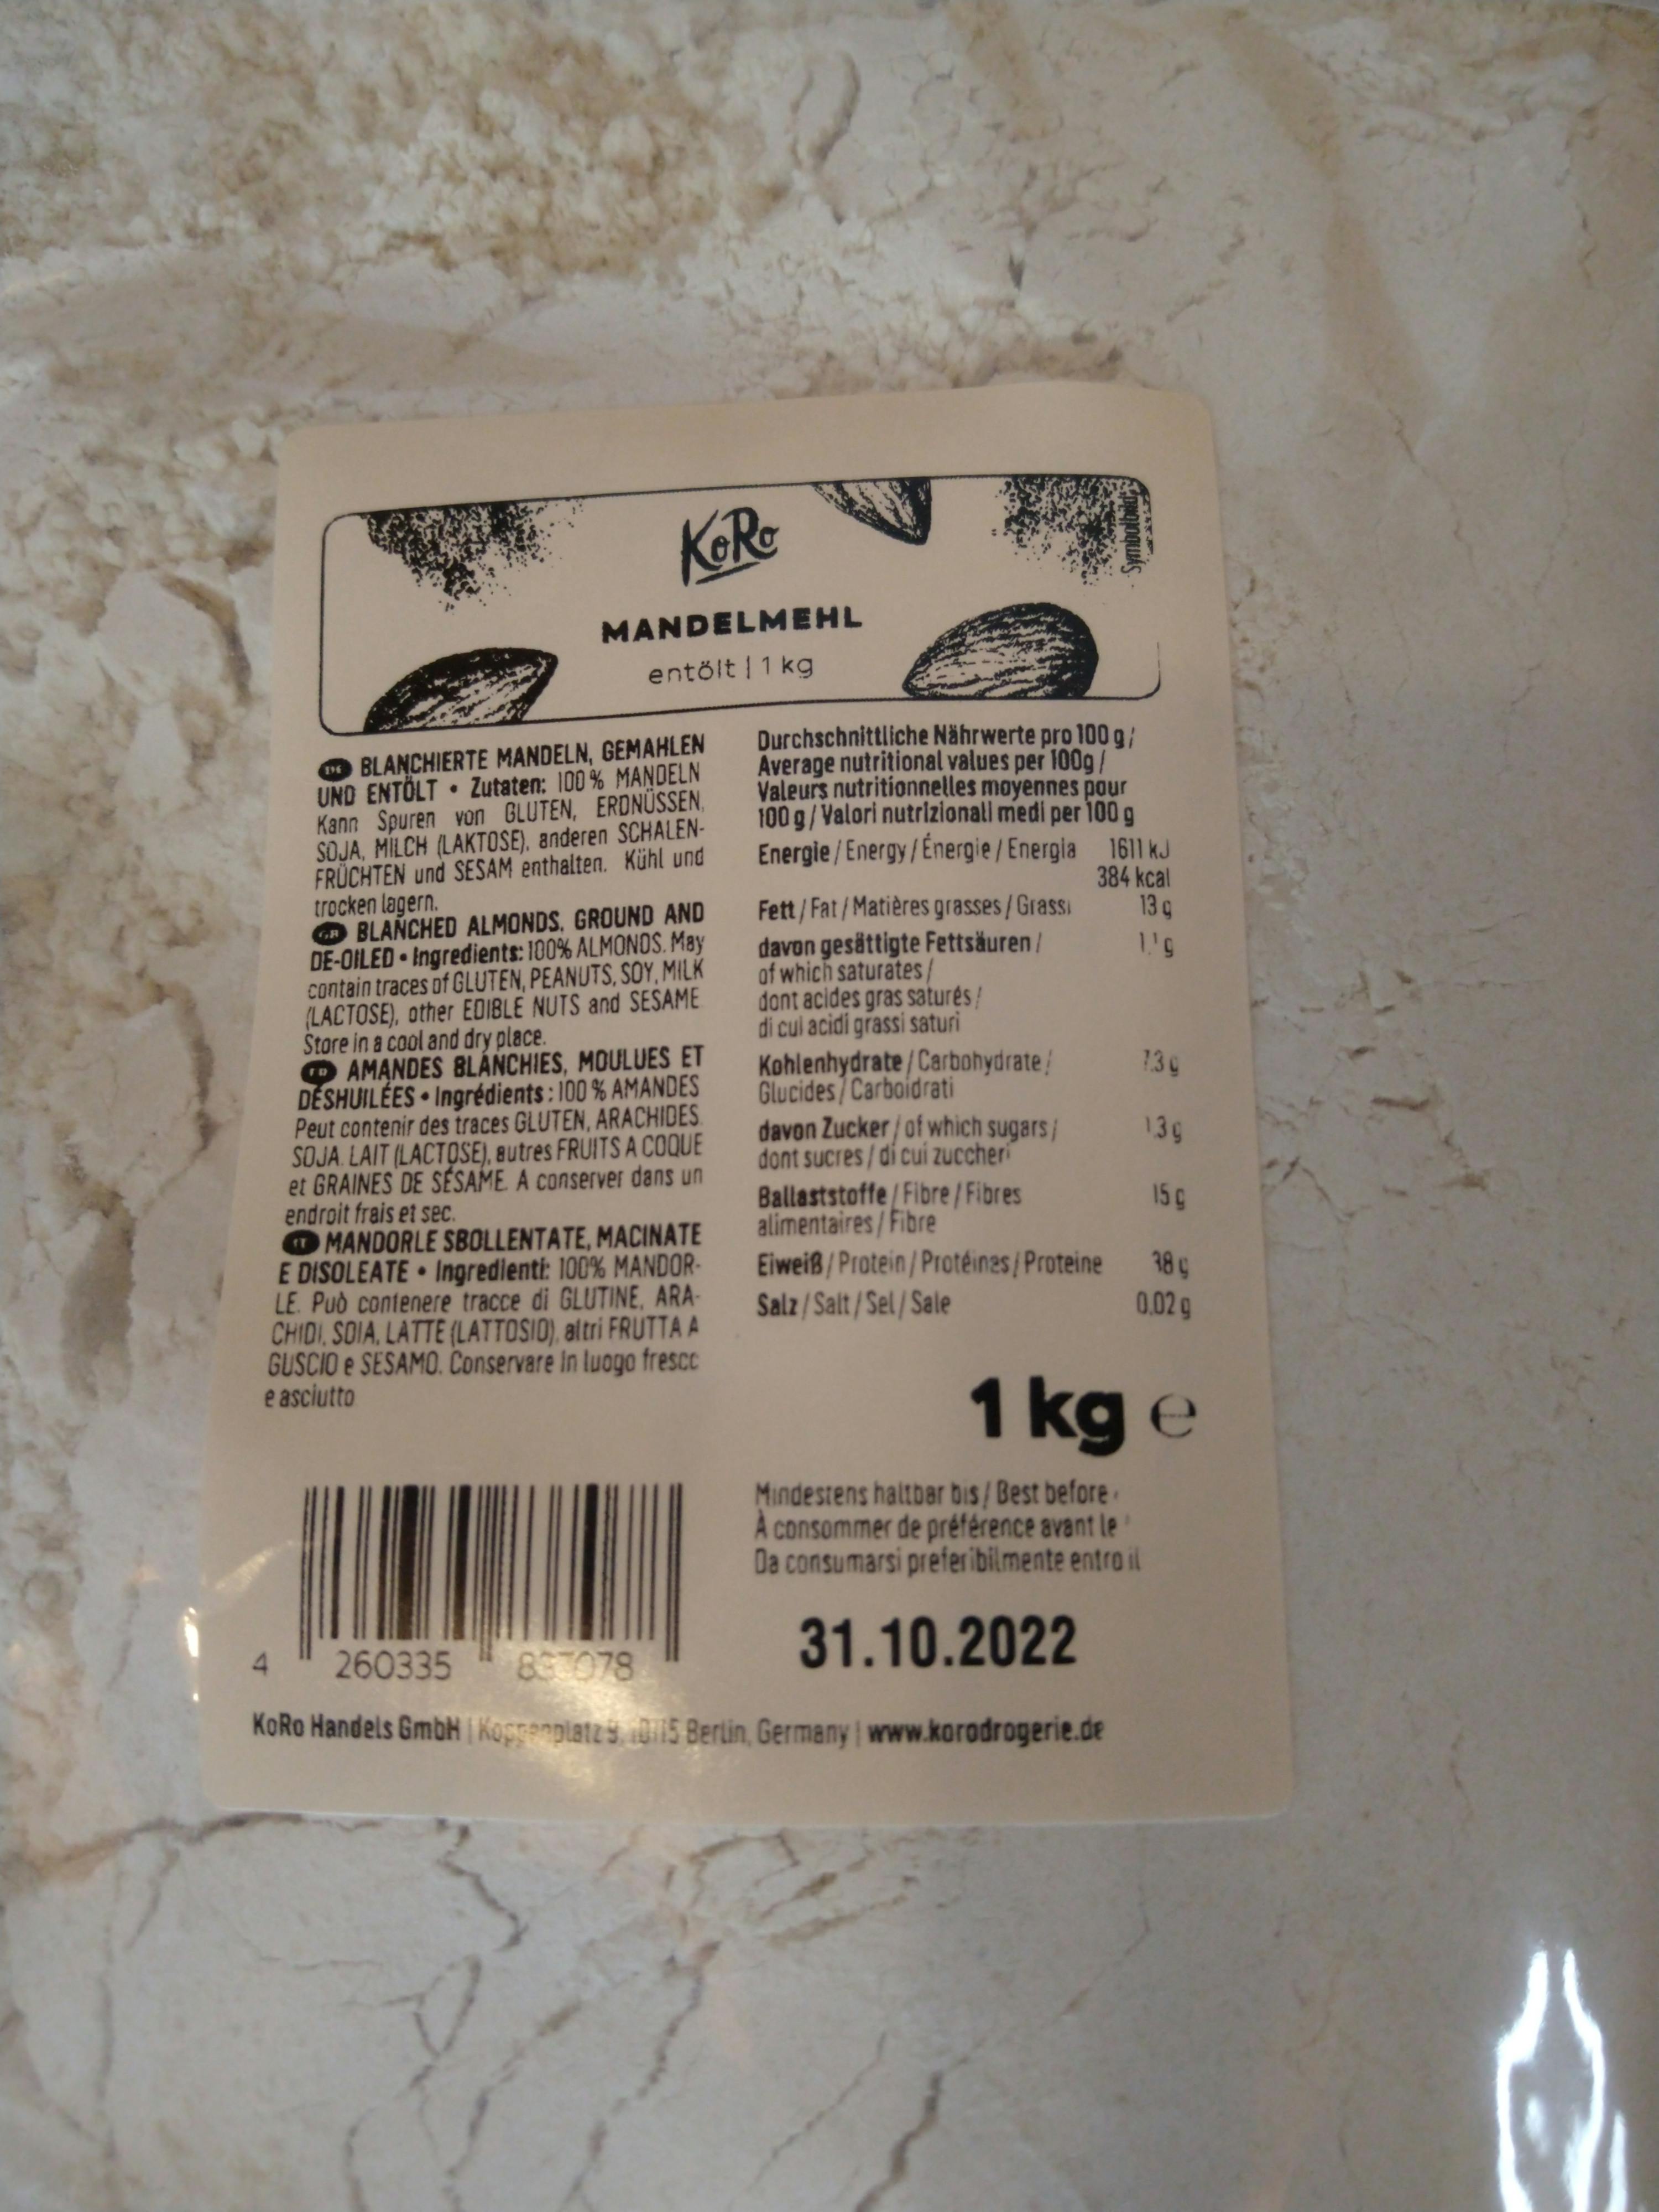 KoRo
Symbolbild
MANDELMEHL
entölt | 1 kg
DE BLANCHIERTE MANDELN, GEMAHLEN
UND ENTÖLT • Zutaten: 100 % MANDELN
Kann Spuren von GLUTEN, ERDNÜSSEN,
SOJA, MILCH (LAKTOSE), anderen SCHALEN-
FRÜCHTEN und SESAM enthalten. Kühl und
trocken lagern.
GB BLANCHED ALMONDS, GROUND AND
DE-OILED • Ingredients: 100% ALMONDS. May
contain traces of GLUTEN, PEANUTS, SOY, MILK
(LACTOSE), other EDIBLE NUTS and SESAME
Store in a cool and dry place.
AMANDES BLANCHIES, MOULUES ET
DÉSHUILÉES • Ingrédients : 100 % AMANDES
Peut contenir des traces GLUTEN, ARACHIDES,
SOJA, LAIT (LACTOSE), autres FRUITS A COQUE
et GRAINES DE SÉSAME. A conserver dans un
endroit frais et sec.
IT MANDORLE SBOLLENTATE, MACINATE
E DISOLEATE • Ingredienti: 100% MANDOR-
LE. Può contenere tracce di GLUTINE, ARA-
CHIDI, SOIA, LATTE (LATTOSIO), altri FRUTTA A
GUSCIO e SESAMO. Conservare in luogo fresco
e asciutto
Durchschnittliche Nährwerte pro 100 g /
Average nutritional values per 100g /
Valeurs nutritionnelles moyennes pour
100 g / Valori nutrizionali medi per 100 g
Energie / Energy / Énergie / Energia 1611 kJ
384 kcal
Fett / Fat / Matières grasses / Grassi 13 g
davon gesättigte Fettsäuren / g
of which saturates /
dont acides gras saturés /
di cui acidi grassi saturi
Kohlenhydrate / Carbohydrate / g
Glucides / Carboidrati
davon Zucker / of which sugars / g
dont sucres / di cui zuccheri
Ballaststoffe / Fibre / Fibres 15 g
alimentaires / Fibre
Eiweiß / Protein / Protéines / Proteine 38 g
Salz / Salt / Sel / Sale 0,02 g
1 kg e
Mindestens haltbar bis / Best before
À consommer de préférence avant le
Da consumarsi preferibilmente entro il
31.10.2022
4 260335
KoRo Handels GmbH | Koppenplatz 9, 10115 Berlin, Germany | www.korodrogerie.de